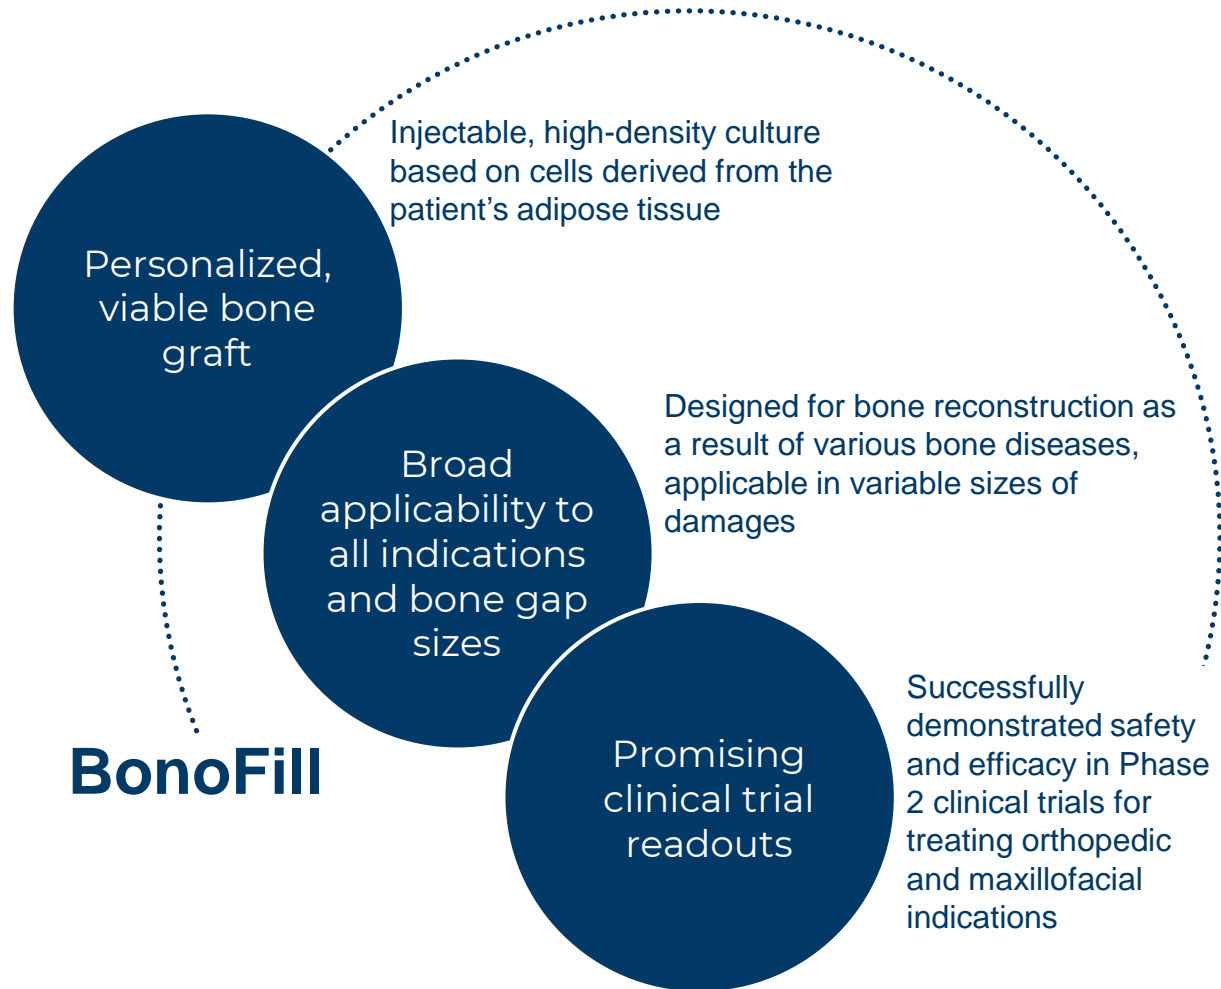 Injectable, high-density culture
based on cells derived from the
patient’s adipose tissue
Personalized,
viable bone
graft
Designed for bone reconstruction as
a result of various bone diseases,
applicable in variable sizes of
damages
Broad
applicability to
all indications
and bone gap
sizes
Successfully
demonstrated safety
and efficacy in Phase
2 clinical trials for
treating orthopedic
and maxillofacial
indications
Promising
clinical trial
readouts
BonoFill